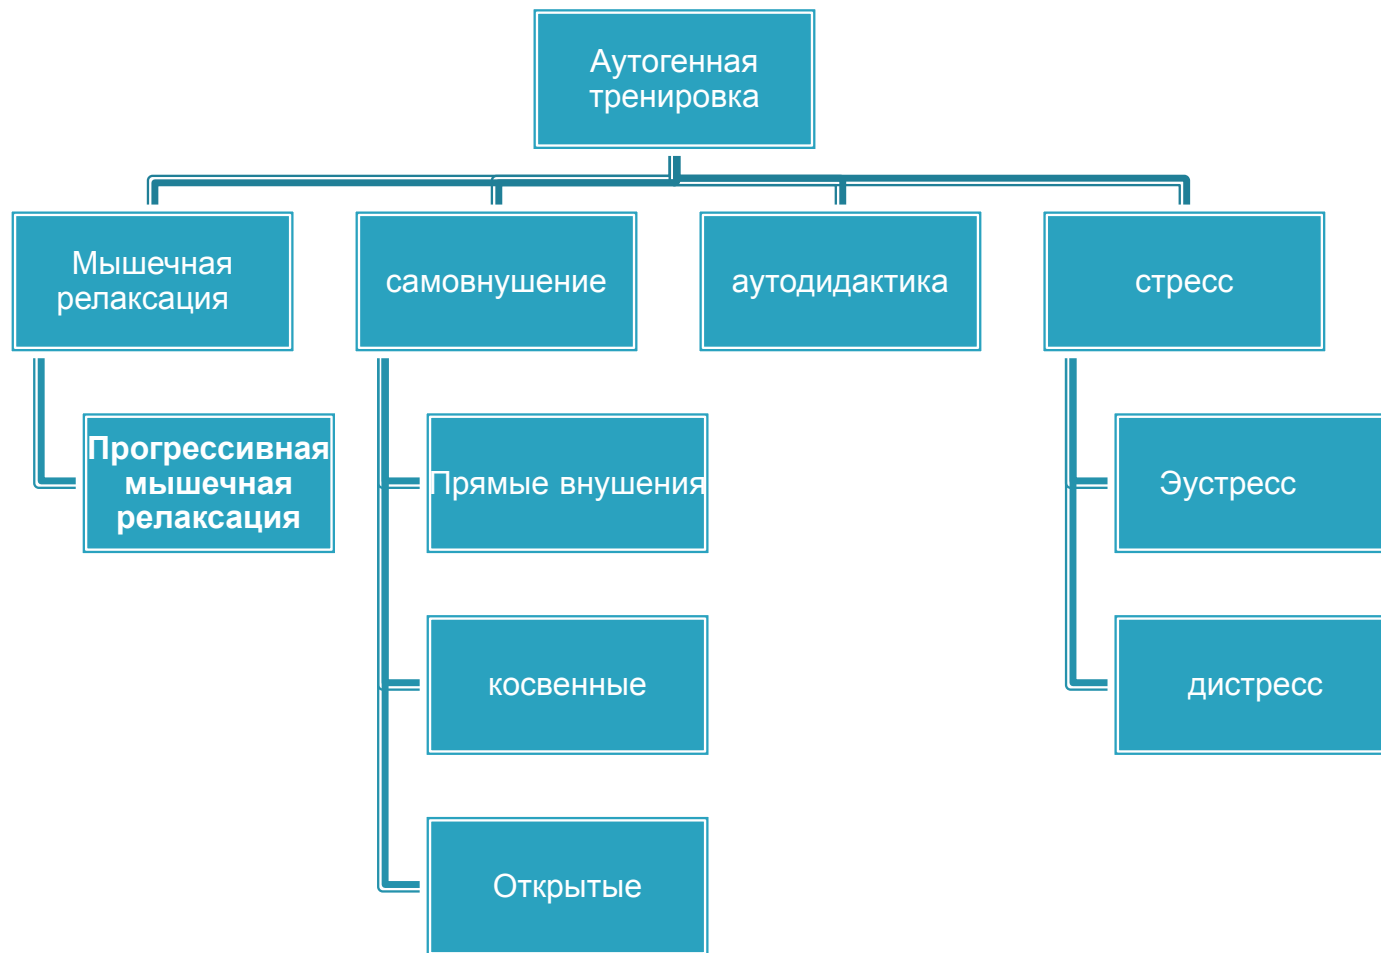 Аутогенная
тренировка
Мышечная
релаксация
самовнушение
аутодидактика
стресс
Прогрессивная
мышечная
релаксация
Прямые внушения
Эустресс
косвенные
дистресс
Открытые